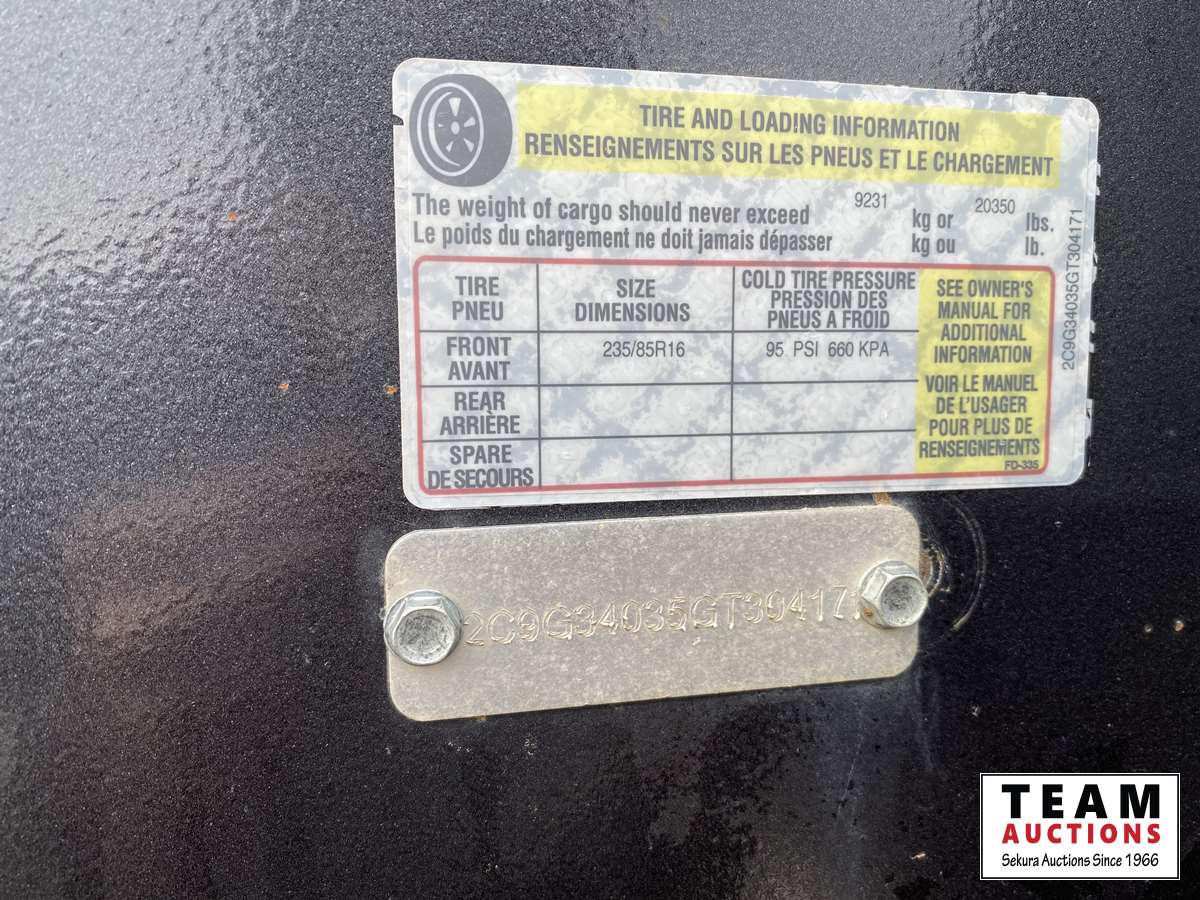 TIRE AND LOADING INFORMATION
RENSEIGNEMENTS SUR LES PNEUS ET LE CHARGEMENT
The weight of cargo should never exceed 9231 kg or 20350 lbs.
Le poids du chargement ne doit jamais dépasser kg ou lb.
TIRE
PNEU
SIZE
DIMENSIONS
COLD TIRE PRESSURE
PRESSION DES
PNEUS A FROID
SEE OWNER'S
MANUAL FOR
ADDITIONAL
INFORMATION
VOIR LE MANUEL
DE L'USAGER
POUR PLUS DE
RENSEIGNEMENTS
FRONT
AVANT
235/85R16
95 PSI 660 KPA
REAR
ARRIÈRE
SPARE
DE SECOURS
FD-335
2C9G34035GT304171
2C9G34035GT304171
TEAM
AUCTIONS
Sekura Auctions Since 1966